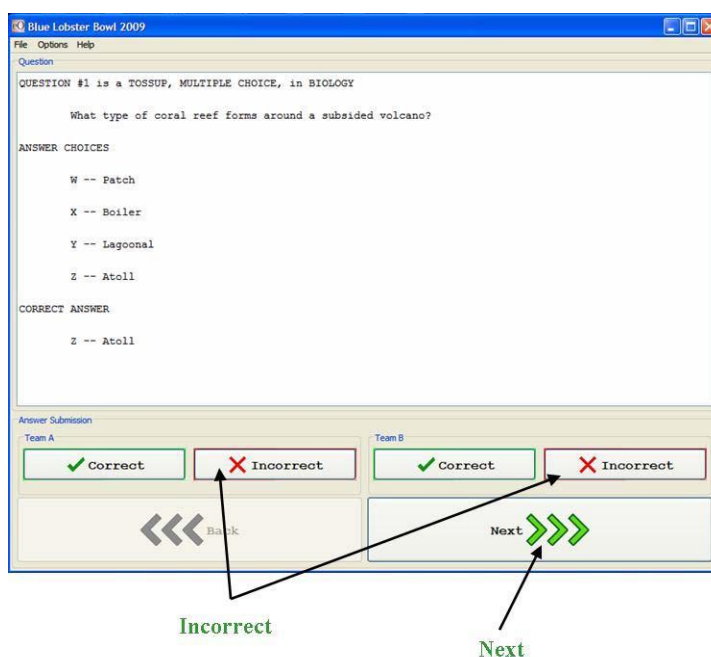 Blue Lobster Bowl 2009
File Options Help
Question
QUESTION #1 is a TOSSUP, MULTIPLE CHOICE, in BIOLOGY
What type of coral reef forms around a subsided volcano?
ANSWER CHOICES
W -- Patch
X -- Boiler
Y -- Lagoonal
Z -- Atoll
CORRECT ANSWER
Z -- Atoll
Answer Submission
Team A Team B
Correct Incorrect Correct Incorrect
Back Next
Incorrect
Next